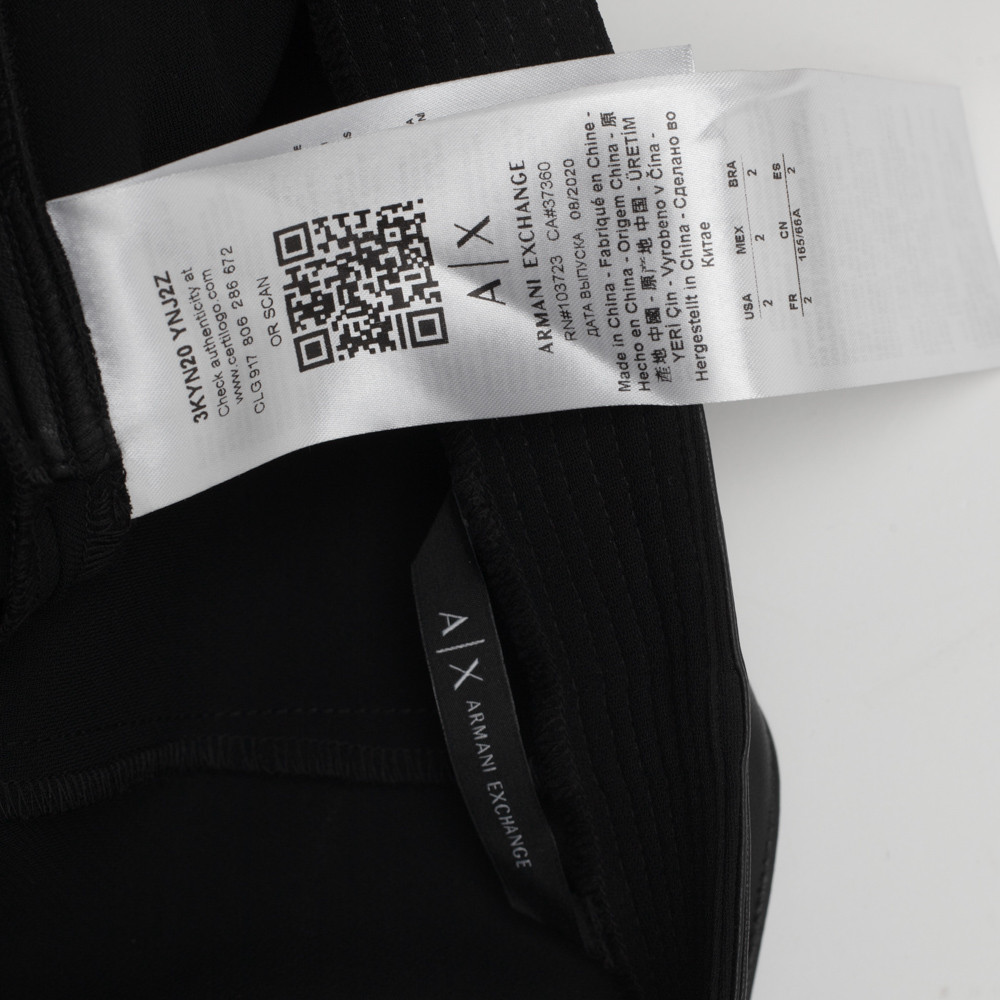 3KYN20 YNJ2Z
Check authenticity at
www.certilogo.com
CLG 917 806 286 672
OR SCAN
A|X
ARMANI EXCHANGE
RN#103723 CA#37360
ДАТА ВЫПУСКА 08/2020
Made in China - Fabriqué en Chine -
Hecho en China - Origem China - 原
產地 中國 - 原产地 中国 - ÜRETİM
YERİ Çin - Vyrobeno v Čína -
Hergestellt in China - Сделано во
Китае
USA MEX BRA
2 2 2
FR CN ES
2 165/66A 2
A|X ARMANI EXCHANGE